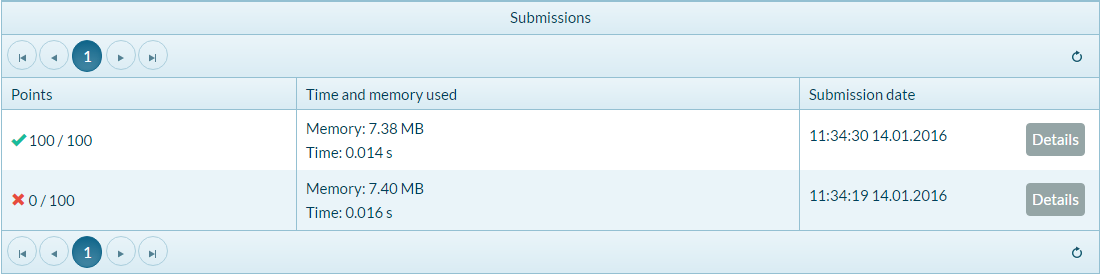 Submissions
1
Points Time and memory used Submission date
100 / 100 Memory: 7.38 MB 11:34:30 14.01.2016 Details
Time: 0.014 s
0 / 100 Memory: 7.40 MB 11:34:19 14.01.2016 Details
Time: 0.016 s
1